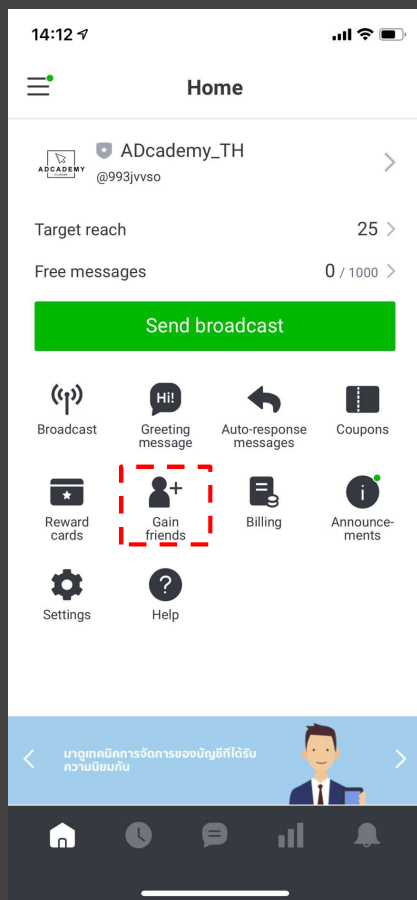 14:12
Home
ADcademy_TH
ADCADEMY
@993jvvso
Target reach 25
Free messages 0 / 1000
Send broadcast
Hi!
Broadcast Greeting message Auto-response messages Coupons
Reward cards Gain friends Billing Announce-ments
i
?
Settings Help
มาดูเทคนิคการจัดการของบัญชีที่ได้รับ
ความนิยมกัน